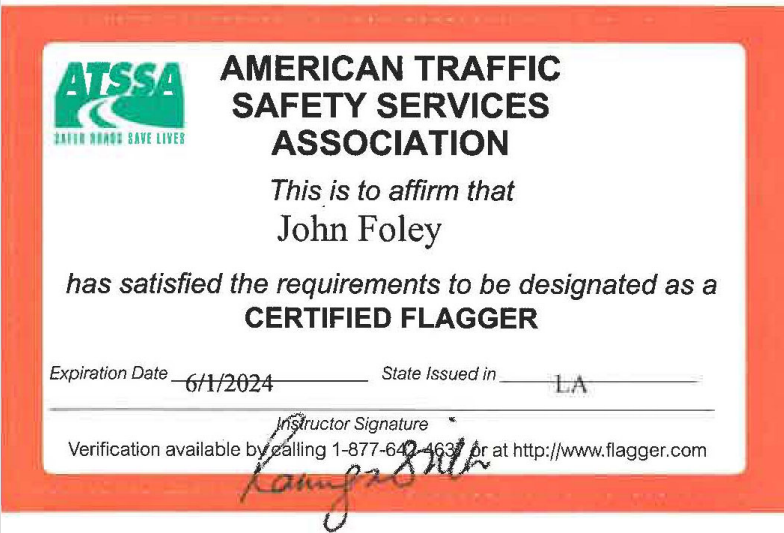 ATSSA
SAFER ROADS SAVE LIVES
AMERICAN TRAFFIC
SAFETY SERVICES
ASSOCIATION
This is to affirm that
John Foley
has satisfied the requirements to be designated as a
CERTIFIED FLAGGER
Expiration Date 6/1/2024 State Issued in LA
Instructor Signature
Verification available by calling 1-877-642-4637 or at http://www.flagger.com